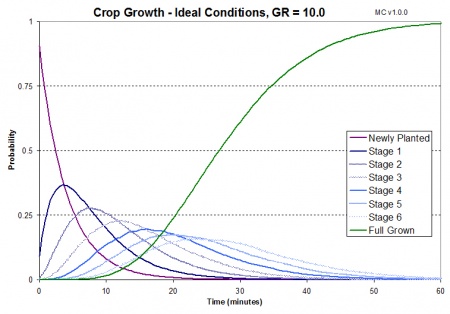 Crop Growth - Ideal Conditions, GR = 10.0
MC v1.0.0
1
0.75
0.5
0.25
0
Probability
Newly Planted
Stage 1
Stage 2
Stage 3
Stage 4
Stage 5
Stage 6
Full Grown
0 10 20 30 40 50 60
Time (minutes)